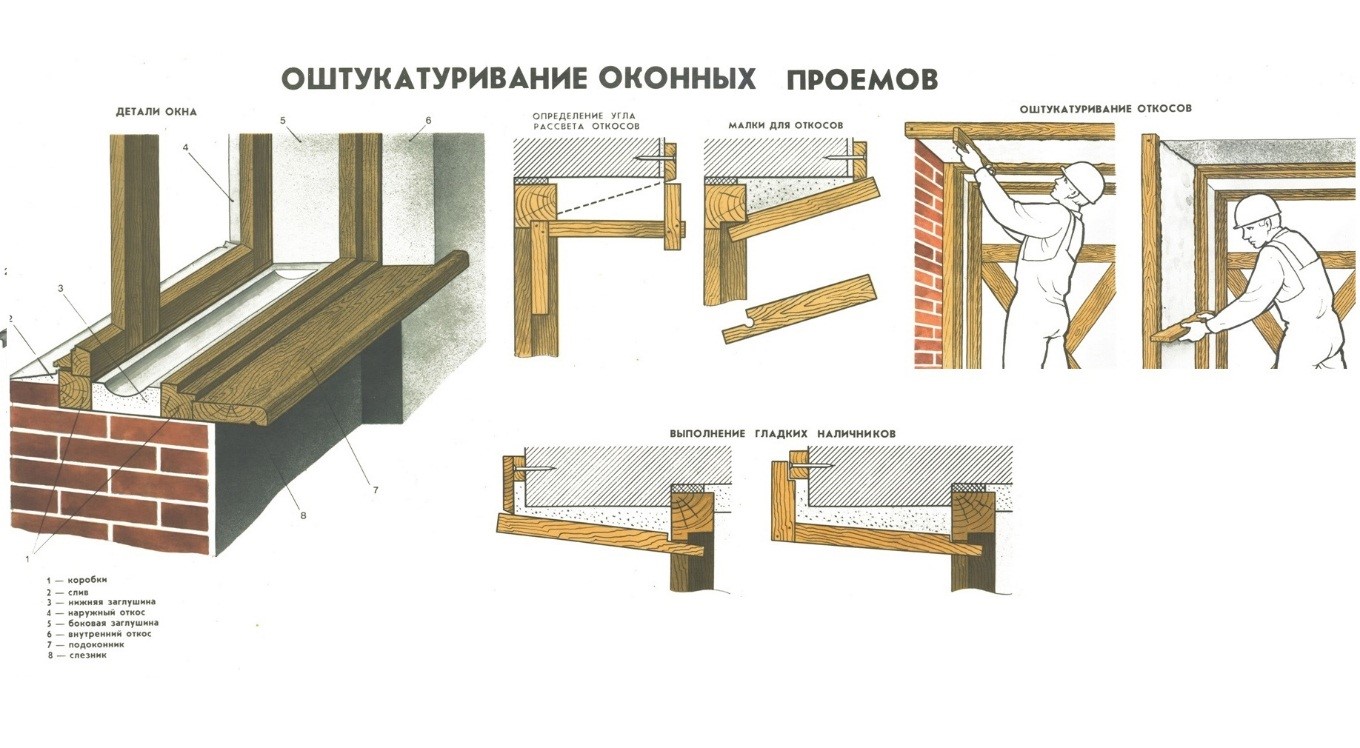 ОШТУКАТУРИВАНИЕ ОКОННЫХ ПРОЕМОВ
ДЕТАЛИ ОКНА
5
6
4
3
2
7
8
1
1 — коробки
2 — слив
3 — нижняя заглушина
4 — наружный откос
5 — боковая заглушина
6 — внутренний откос
7 — подоконник
8 — слезник
ОПРЕДЕЛЕНИЕ УГЛА
РАССВЕТА ОТКОСОВ
МАЛКИ ДЛЯ ОТКОСОВ
ОШТУКАТУРИВАНИЕ ОТКОСОВ
ВЫПОЛНЕНИЕ ГЛАДКИХ НАЛИЧНИКОВ